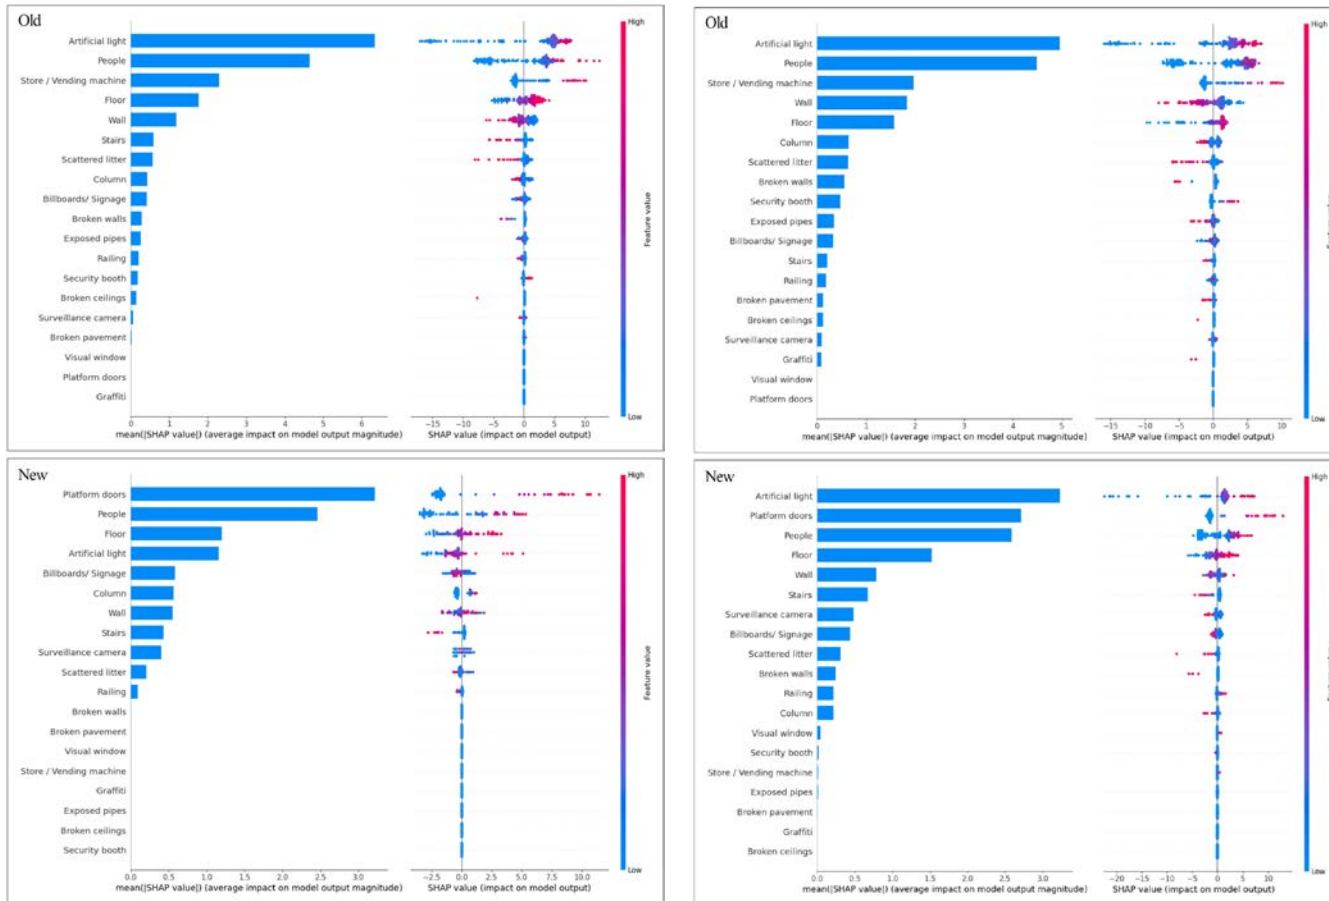 Old
Artificial light
People
Store / Vending machine
Floor
Wall
Stairs
Scattered litter
Column
Billboards/ Signage
Broken walls
Exposed pipes
Railing
Security booth
Broken ceilings
Surveillance camera
Broken pavement
Visual window
Platform doors
Graffiti
0 1 2 3 4 5 6
mean(|SHAP value|) (average impact on model output magnitude)
−15 −10 −5 0 5 10
SHAP value (impact on model output)
High
Feature value
Low
Old
Artificial light
People
Store / Vending machine
Wall
Floor
Column
Scattered litter
Broken walls
Security booth
Exposed pipes
Billboards/ Signage
Stairs
Railing
Broken pavement
Broken ceilings
Surveillance camera
Graffiti
Visual window
Platform doors
0 1 2 3 4 5
mean(|SHAP value|) (average impact on model output magnitude)
−15 −10 −5 0 5 10
SHAP value (impact on model output)
High
Low
New
Platform doors
People
Floor
Artificial light
Billboards/ Signage
Column
Wall
Stairs
Surveillance camera
Scattered litter
Railing
Broken walls
Broken pavement
Visual window
Store / Vending machine
Graffiti
Exposed pipes
Broken ceilings
Security booth
0.0 0.5 1.0 1.5 2.0 2.5 3.0
mean(|SHAP value|) (average impact on model output magnitude)
−2.5 0.0 2.5 5.0 7.5 10.0
SHAP value (impact on model output)
High
Feature value
Low
New
Artificial light
Platform doors
People
Floor
Wall
Stairs
Surveillance camera
Billboards/ Signage
Scattered litter
Broken walls
Railing
Column
Visual window
Security booth
Store / Vending machine
Exposed pipes
Broken pavement
Graffiti
Broken ceilings
0.0 0.5 1.0 1.5 2.0 2.5 3.0
mean(|SHAP value|) (average impact on model output magnitude)
−20 −15 −10 −5 0 5 10
SHAP value (impact on model output)
High
Low